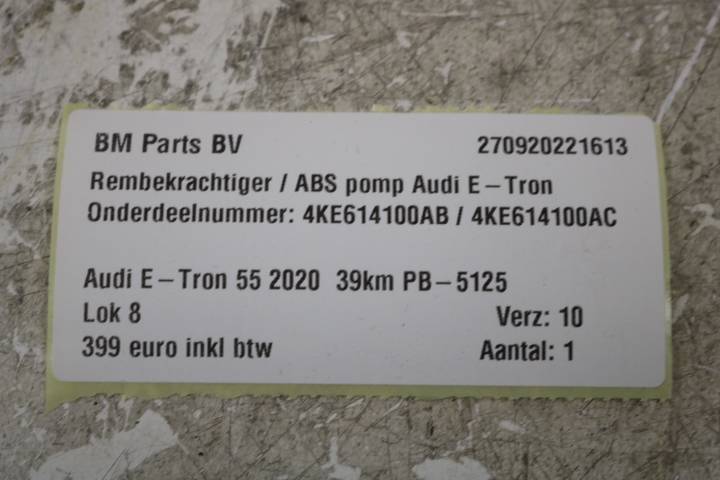 BM Parts BV 270920221613
Rembekrachtiger / ABS pomp Audi E-Tron
Onderdeelnummer: 4KE614100AB / 4KE614100AC
Audi E-Tron 55 2020 39km PB-5125
Lok 8 Verz: 10
399 euro inkl btw Aantal: 1